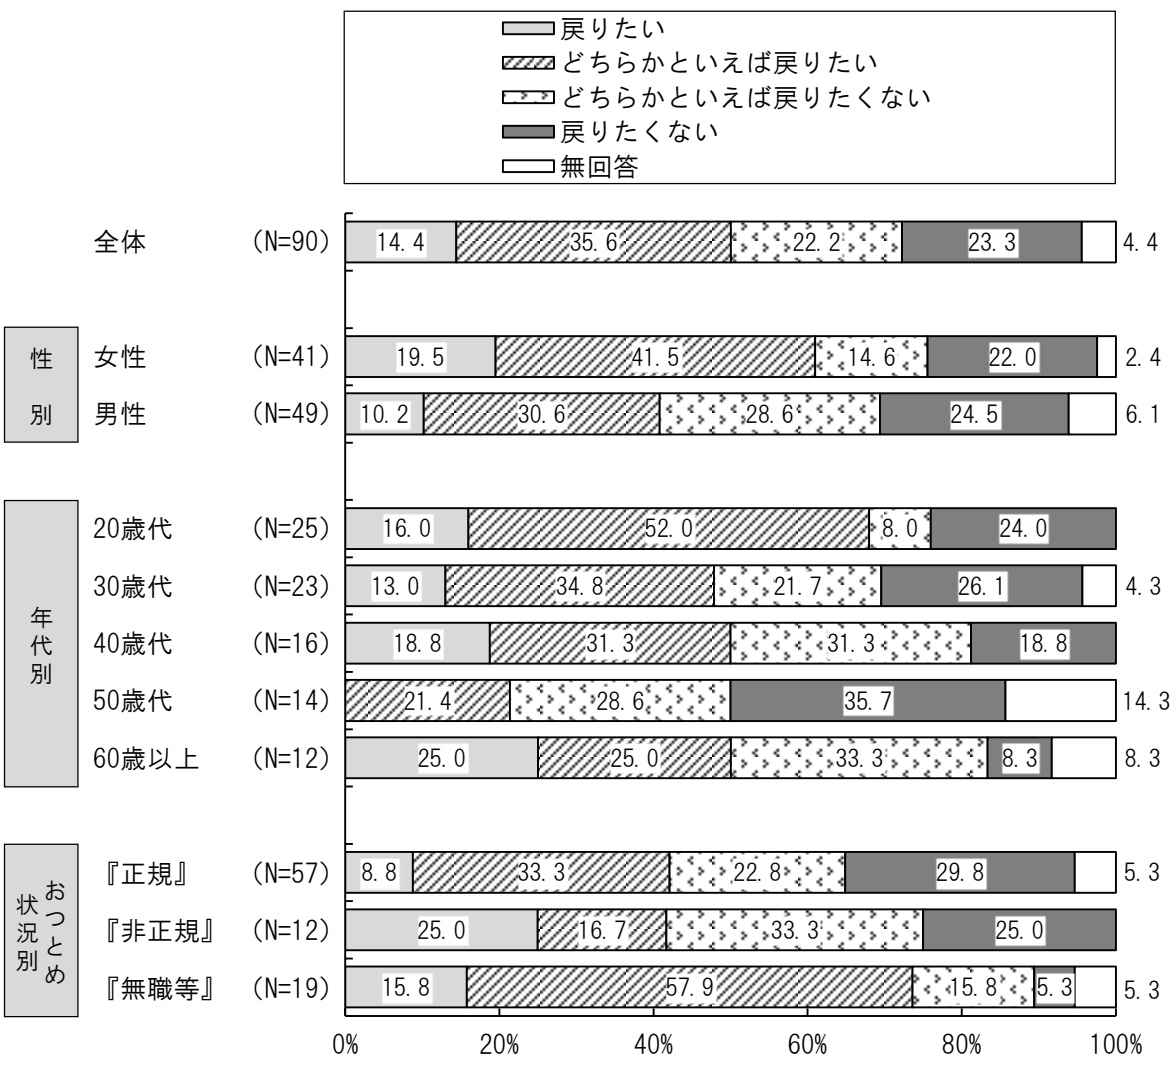 戻りたい
どちらかといえば戻りたい
どちらかといえば戻りたくない
戻りたくない
無回答
全体 (N=90) 14.4 35.6 22.2 23.3 4.4
性別
女性 (N=41) 19.5 41.5 14.6 22.0 2.4
男性 (N=49) 10.2 30.6 28.6 24.5 6.1
年代別
20歳代 (N=25) 16.0 52.0 8.0 24.0
30歳代 (N=23) 13.0 34.8 21.7 26.1 4.3
40歳代 (N=16) 18.8 31.3 31.3 18.8
50歳代 (N=14) 21.4 28.6 35.7 14.3
60歳以上 (N=12) 25.0 25.0 33.3 8.3 8.3
おつとめ
状況別
『正規』 (N=57) 8.8 33.3 22.8 29.8 5.3
『非正規』 (N=12) 25.0 16.7 33.3 25.0
『無職等』 (N=19) 15.8 57.9 15.8 5.3 5.3
0% 20% 40% 60% 80% 100%